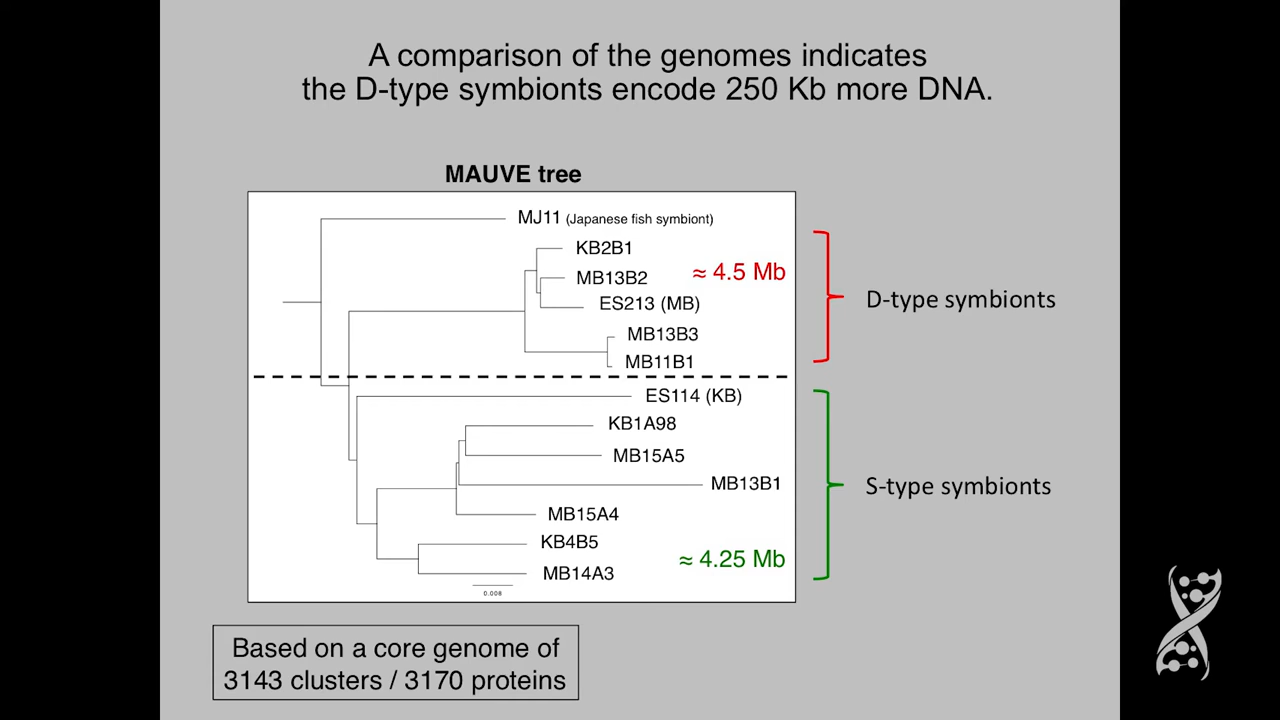 A comparison of the genomes indicates
the D-type symbionts encode 250 Kb more DNA.
MAUVE tree
MJ11 (Japanese fish symbiont)
KB2B1
≈ 4.5 Mb
MB13B2
ES213 (MB)
D-type symbionts
MB13B3
MB11B1
ES114 (KB)
KB1A98
MB15A5
MB13B1
S-type symbionts
MB15A4
KB4B5
≈ 4.25 Mb
MB14A3
0.008
Based on a core genome of
3143 clusters / 3170 proteins